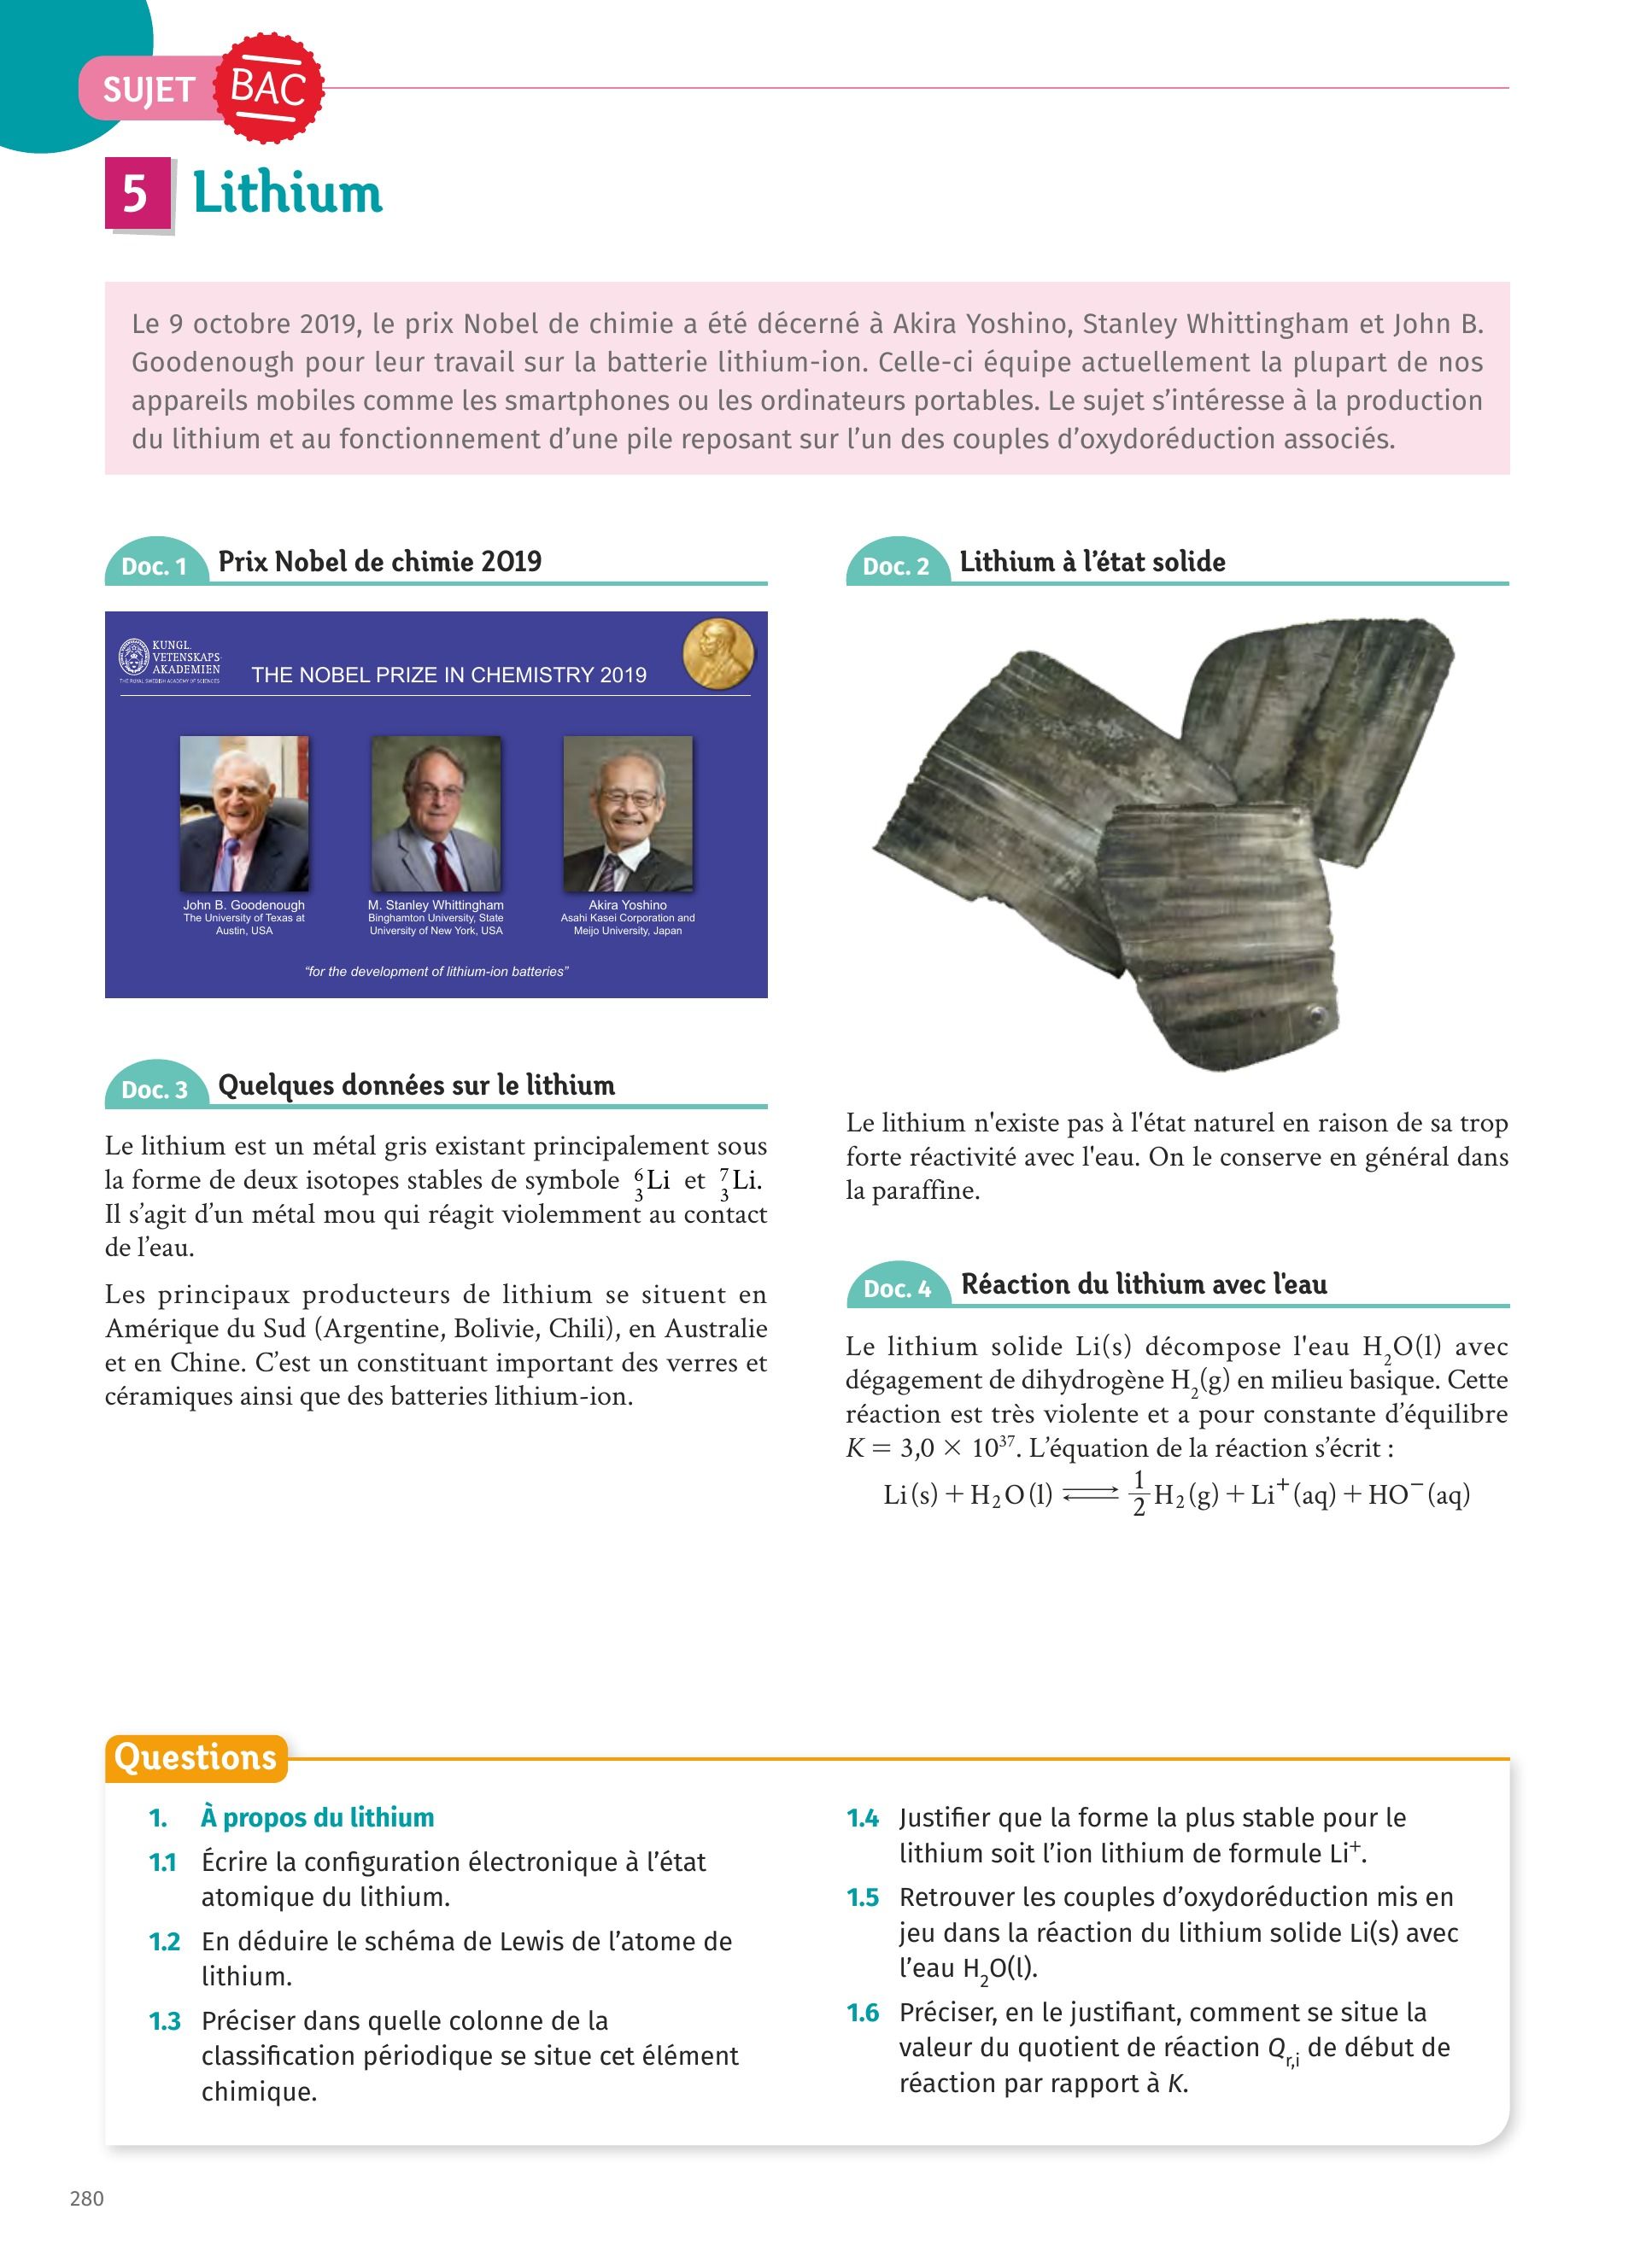 SUJET BAC
5 Lithium
Le 9 octobre 2019, le prix Nobel de chimie a été décerné à Akira Yoshino, Stanley Whittingham et John B.
Goodenough pour leur travail sur la batterie lithium-ion. Celle-ci équipe actuellement la plupart de nos
appareils mobiles comme les smartphones ou les ordinateurs portables. Le sujet s’intéresse à la production
du lithium et au fonctionnement d’une pile reposant sur l’un des couples d’oxydoréduction associés.
Doc. 1 Prix Nobel de chimie 2019
KUNGL.
VETENSKAPS-
AKADEMIEN
THE ROYAL SWEDISH ACADEMY OF SCIENCES
THE NOBEL PRIZE IN CHEMISTRY 2019
John B. Goodenough
The University of Texas at
Austin, USA
M. Stanley Whittingham
Binghamton University, State
University of New York, USA
Akira Yoshino
Asahi Kasei Corporation and
Meijo University, Japan
“for the development of lithium-ion batteries”
Doc. 3 Quelques données sur le lithium
Le lithium est un métal gris existant principalement sous
la forme de deux isotopes stables de symbole ⁶₃Li et ⁷₃Li.
Il s’agit d’un métal mou qui réagit violemment au contact
de l’eau.
Les principaux producteurs de lithium se situent en
Amérique du Sud (Argentine, Bolivie, Chili), en Australie
et en Chine. C’est un constituant important des verres et
céramiques ainsi que des batteries lithium-ion.
Doc. 2 Lithium à l’état solide
Le lithium n'existe pas à l'état naturel en raison de sa trop
forte réactivité avec l'eau. On le conserve en général dans
la paraffine.
Doc. 4 Réaction du lithium avec l'eau
Le lithium solide Li(s) décompose l'eau H₂O(l) avec
dégagement de dihydrogène H₂(g) en milieu basique. Cette
réaction est très violente et a pour constante d’équilibre
K = 3,0 × 10³⁷. L’équation de la réaction s’écrit :
Li(s) + H₂O(l) ⇌ 1/2 H₂(g) + Li⁺(aq) + HO⁻(aq)
Questions
1. À propos du lithium
1.1 Écrire la configuration électronique à l’état
atomique du lithium.
1.2 En déduire le schéma de Lewis de l’atome de
lithium.
1.3 Préciser dans quelle colonne de la
classification périodique se situe cet élément
chimique.
1.4 Justifier que la forme la plus stable pour le
lithium soit l’ion lithium de formule Li⁺.
1.5 Retrouver les couples d’oxydoréduction mis en
jeu dans la réaction du lithium solide Li(s) avec
l’eau H₂O(l).
1.6 Préciser, en le justifiant, comment se situe la
valeur du quotient de réaction Qr,i de début de
réaction par rapport à K.
280